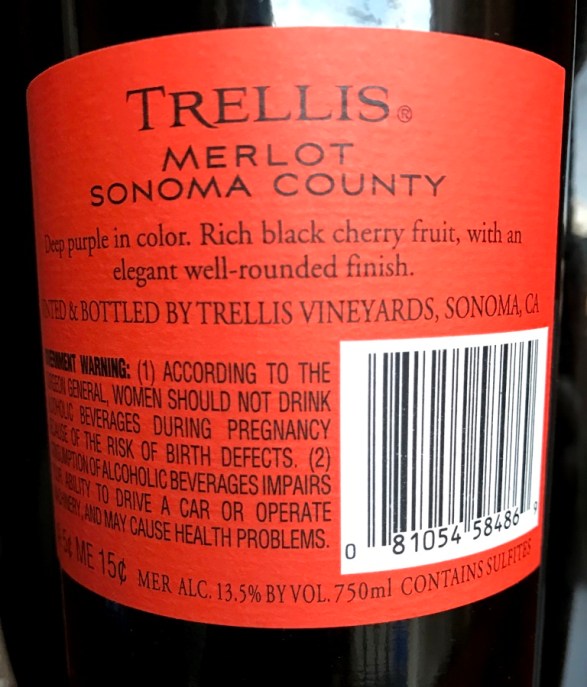 TRELLIS®
MERLOT
SONOMA COUNTY
Deep purple in color. Rich black cherry fruit, with an
elegant well-rounded finish.
& BOTTLED BY TRELLIS VINEYARDS, SONOMA, CA
WARNING: (1) ACCORDING TO THE
GENERAL, WOMEN SHOULD NOT DRINK
BEVERAGES DURING PREGNANCY
OF THE RISK OF BIRTH DEFECTS. (2)
OF ALCOHOLIC BEVERAGES IMPAIRS
ABILITY TO DRIVE A CAR OR OPERATE
AND MAY CAUSE HEALTH PROBLEMS.
0 81054 58486 9
5¢ ME 15¢ MER ALC. 13.5% BY VOL. 750ml CONTAINS SULFITES